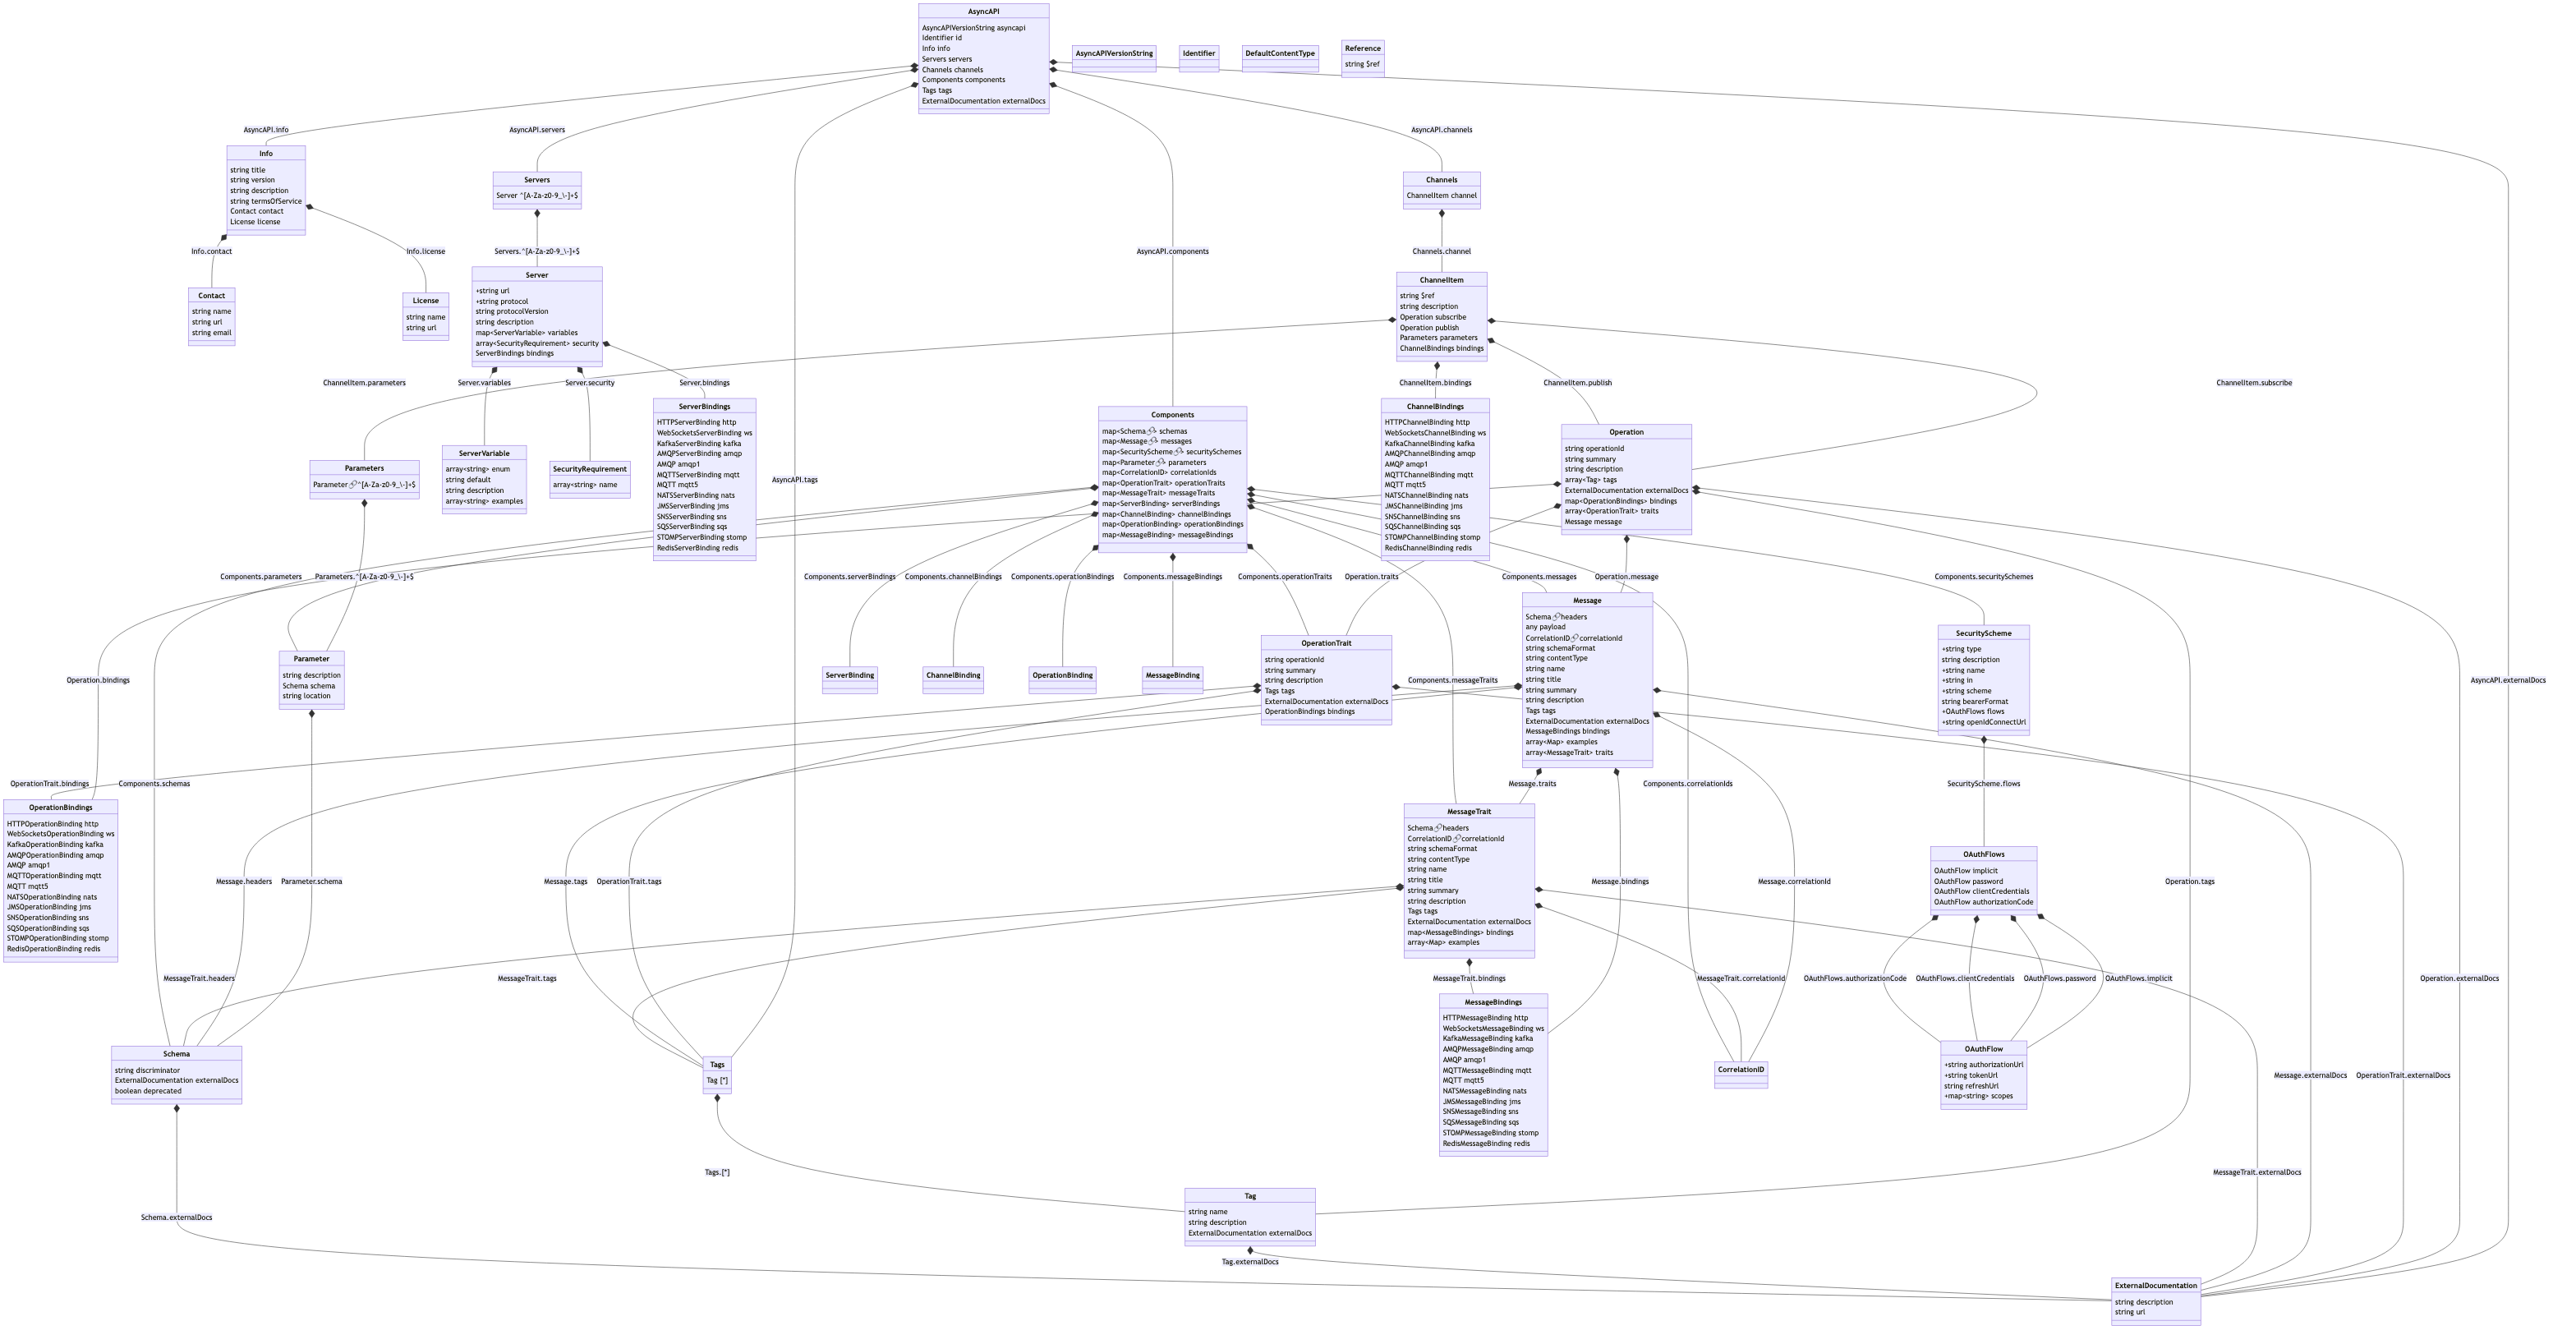 AsyncAPI
AsyncAPIVersionString asyncapi
Identifier id
Info info
Servers servers
Channels channels
Components components
Tags tags
ExternalDocumentation externalDocs
AsyncAPIVersionString
Identifier
DefaultContentType
Reference
string $ref
AsyncAPI.info
AsyncAPI.servers
AsyncAPI.channels
Info
string title
string version
string description
string termsOfService
Contact contact
License license
Servers
Server ^[A-Za-z0-9_\-]+$
Channels
ChannelItem channel
Info.contact
Info.license
Servers.^[A-Za-z0-9_\-]+$
AsyncAPI.components
Channels.channel
Contact
string name
string url
string email
License
string name
string url
Server
+string url
+string protocol
string protocolVersion
string description
map<ServerVariable> variables
array<SecurityRequirement> security
ServerBindings bindings
ChannelItem
string $ref
string description
Operation subscribe
Operation publish
Parameters parameters
ChannelBindings bindings
ChannelItem.parameters
Server.variables
Server.security
Server.bindings
ChannelItem.bindings
ChannelItem.publish
ChannelItem.subscribe
Parameters
Parameter🔗^[A-Za-z0-9_\-]+$
ServerVariable
array<string> enum
string default
string description
array<string> examples
SecurityRequirement
array<string> name
ServerBindings
HTTPServerBinding http
WebSocketsServerBinding ws
KafkaServerBinding kafka
AMQPServerBinding amqp
AMQP amqp1
MQTTServerBinding mqtt
MQTT mqtt5
NATSServerBinding nats
JMSServerBinding jms
SNSServerBinding sns
SQSServerBinding sqs
STOMPServerBinding stomp
RedisServerBinding redis
AsyncAPI.tags
Components
map<Schema🔗> schemas
map<Message🔗> messages
map<SecurityScheme🔗> securitySchemes
map<Parameter🔗> parameters
map<CorrelationID> correlationIds
map<OperationTrait> operationTraits
map<MessageTrait> messageTraits
map<ServerBinding> serverBindings
map<ChannelBinding> channelBindings
map<OperationBinding> operationBindings
map<MessageBinding> messageBindings
ChannelBindings
HTTPChannelBinding http
WebSocketsChannelBinding ws
KafkaChannelBinding kafka
AMQPChannelBinding amqp
AMQP amqp1
MQTTChannelBinding mqtt
MQTT mqtt5
NATSChannelBinding nats
JMSChannelBinding jms
SNSChannelBinding sns
SQSChannelBinding sqs
STOMPChannelBinding stomp
RedisChannelBinding redis
Operation
string operationId
string summary
string description
array<Tag> tags
ExternalDocumentation externalDocs
map<OperationBindings> bindings
array<OperationTrait> traits
Message message
Components.parameters
Parameters.^[A-Za-z0-9_\-]+$
Components.serverBindings
Components.channelBindings
Components.operationBindings
Components.messageBindings
Components.operationTraits
Operation.traits
Components.messages
Operation.message
Components.securitySchemes
Operation.bindings
Parameter
string description
Schema schema
string location
ServerBinding
ChannelBinding
OperationBinding
MessageBinding
OperationTrait
string operationId
string summary
string description
Tags tags
ExternalDocumentation externalDocs
OperationBindings bindings
Components.messageTraits
Message
Schema🔗headers
any payload
CorrelationID🔗correlationId
string schemaFormat
string contentType
string name
string title
string summary
string description
Tags tags
ExternalDocumentation externalDocs
MessageBindings bindings
array<Map> examples
array<MessageTrait> traits
SecurityScheme
+string type
string description
+string name
+string in
+string scheme
string bearerFormat
+OAuthFlows flows
+string openIdConnectUrl
AsyncAPI.externalDocs
OperationTrait.bindings
Components.schemas
Message.traits
Components.correlationIds
SecurityScheme.flows
OperationBindings
HTTPOperationBinding http
WebSocketsOperationBinding ws
KafkaOperationBinding kafka
AMQPOperationBinding amqp
AMQP amqp1
MQTTOperationBinding mqtt
MQTT mqtt5
NATSOperationBinding nats
JMSOperationBinding jms
SNSOperationBinding sns
SQSOperationBinding sqs
STOMPOperationBinding stomp
RedisOperationBinding redis
Message.headers
Parameter.schema
Message.tags
OperationTrait.tags
MessageTrait
Schema🔗headers
CorrelationID🔗correlationId
string schemaFormat
string contentType
string name
string title
string summary
string description
Tags tags
ExternalDocumentation externalDocs
map<MessageBindings> bindings
array<Map> examples
Message.bindings
Message.correlationId
OAuthFlows
OAuthFlow implicit
OAuthFlow password
OAuthFlow clientCredentials
OAuthFlow authorizationCode
Operation.tags
MessageTrait.headers
MessageTrait.tags
MessageTrait.bindings
MessageTrait.correlationId
OAuthFlows.authorizationCode
OAuthFlows.clientCredentials
OAuthFlows.password
OAuthFlows.implicit
Operation.externalDocs
Schema
string discriminator
ExternalDocumentation externalDocs
boolean deprecated
Tags
Tag [*]
MessageBindings
HTTPMessageBinding http
WebSocketsMessageBinding ws
KafkaMessageBinding kafka
AMQPMessageBinding amqp
AMQP amqp1
MQTTMessageBinding mqtt
MQTT mqtt5
NATSMessageBinding nats
JMSMessageBinding jms
SNSMessageBinding sns
SQSMessageBinding sqs
STOMPMessageBinding stomp
RedisMessageBinding redis
CorrelationID
OAuthFlow
+string authorizationUrl
+string tokenUrl
string refreshUrl
+map<string> scopes
Message.externalDocs
OperationTrait.externalDocs
Tags.[*]
MessageTrait.externalDocs
Schema.externalDocs
Tag
string name
string description
ExternalDocumentation externalDocs
Tag.externalDocs
ExternalDocumentation
string description
string url